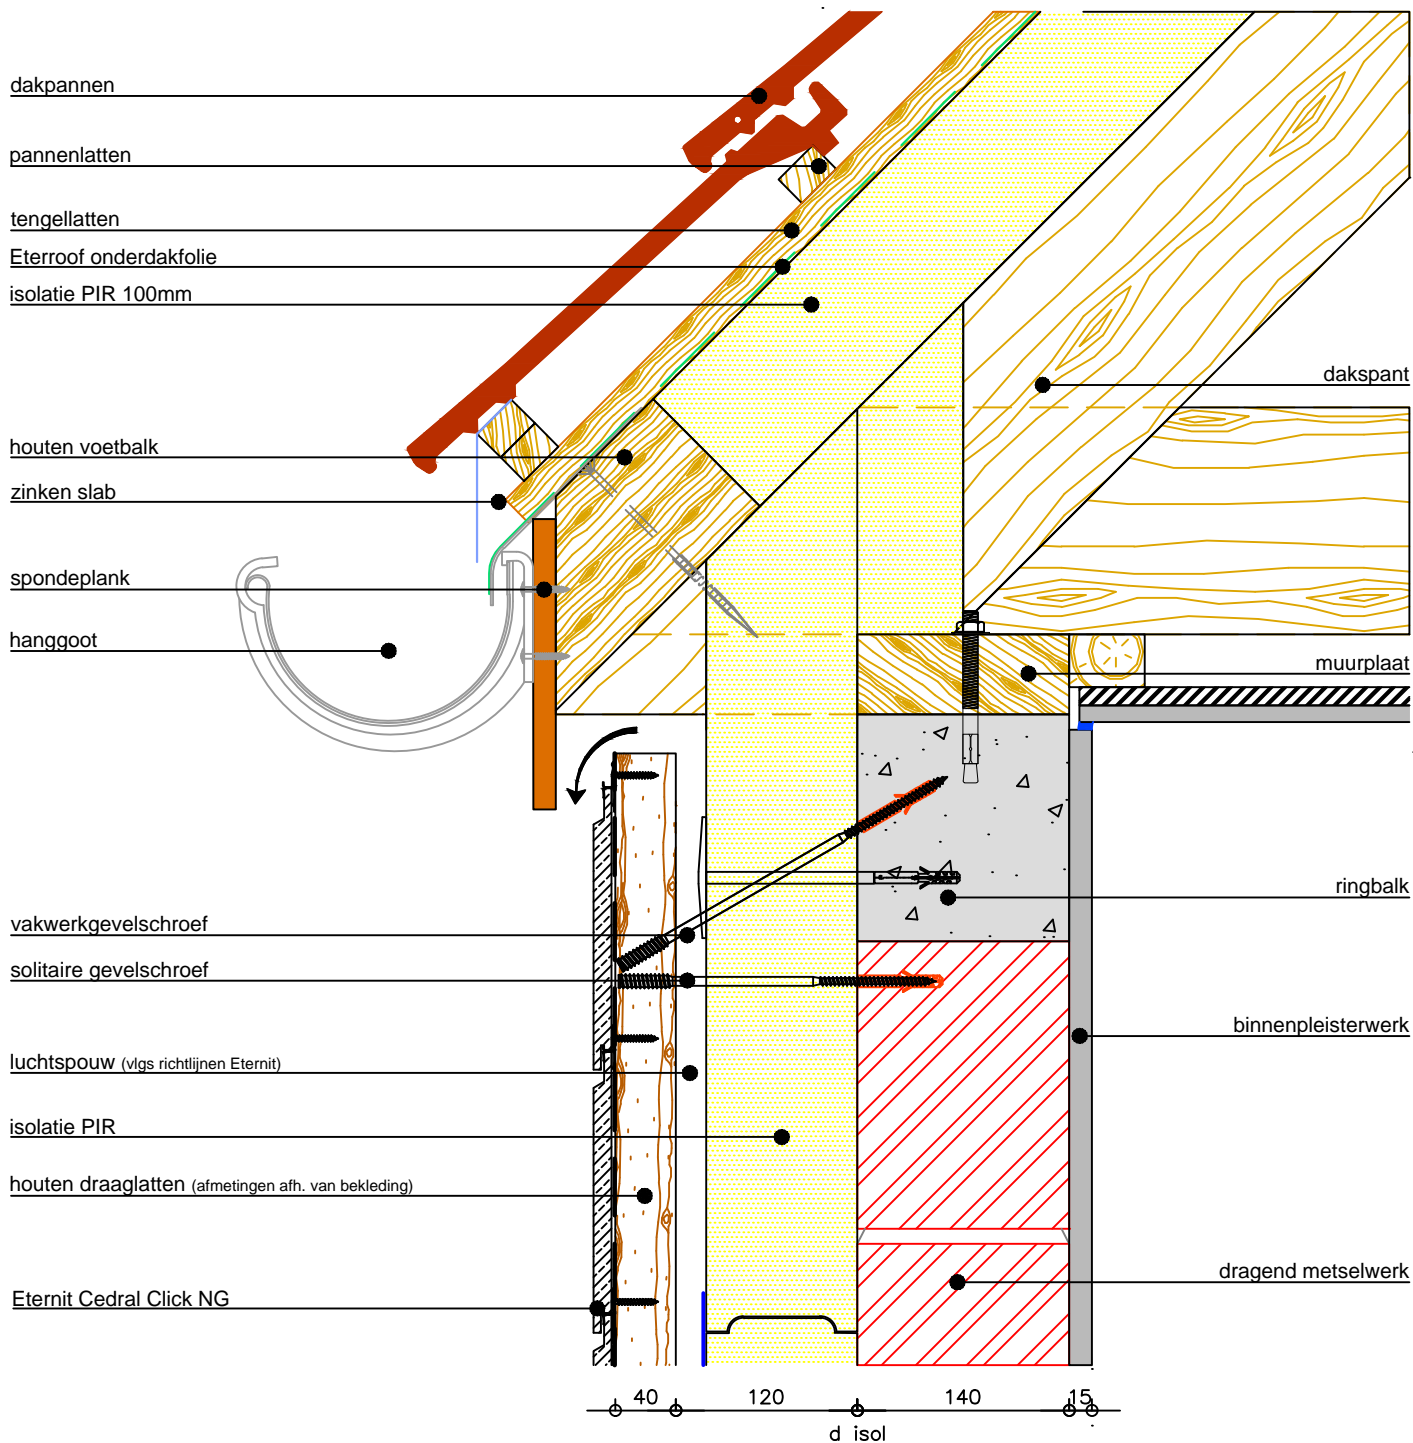 dakpannen
pannenlatten
tengellatten
Eterroof onderdakfolie
isolatie PIR 100mm
dakspant
houten voetbalk
zinken slab
spondeplank
hanggoot
muurplaat
ringbalk
vakwerkgevelschroef
solitaire gevelschroef
binnenpleisterwerk
luchtspouw (vlgs richtlijnen Eternit)
isolatie PIR
houten draaglatten (afmetingen afh. van bekleding)
dragend metselwerk
Eternit Cedral Click NG
40 120 140 15
d isol